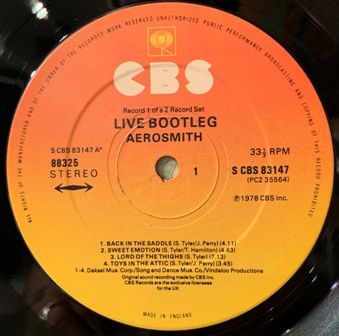 ALL RIGHTS OF THE MANUFACTURER AND OF THE OWNER OF THE RECORDED WORK RESERVED UNAUTHORIZED PUBLIC PERFORMANCE BROADCASTING AND COPYING OF THIS RECORD PROHIBITED
CBS
Record 1 of a 2 Record Set
LIVE BOOTLEG
AEROSMITH
S CBS 83147 A°
88325
STEREO
1
33⅓ RPM
S CBS 83147
(PC2 35564)
℗ 1978 CBS Inc.
1. BACK IN THE SADDLE (S. Tyler/J. Perry) (4.11)
2. SWEET EMOTION (S. Tyler/T. Hamilton) (4.43)
3. LORD OF THE THIGHS (S. Tyler) (7.13)
4. TOYS IN THE ATTIC (S. Tyler/J. Perry) (3.45)
1-4. Daksel Mus. Corp./Song and Dance Mus. Co./Vindaloo Productions
Original sound recording made by CBS Inc.
CBS Records are the exclusive licensees
for the UK
MADE IN ENGLAND